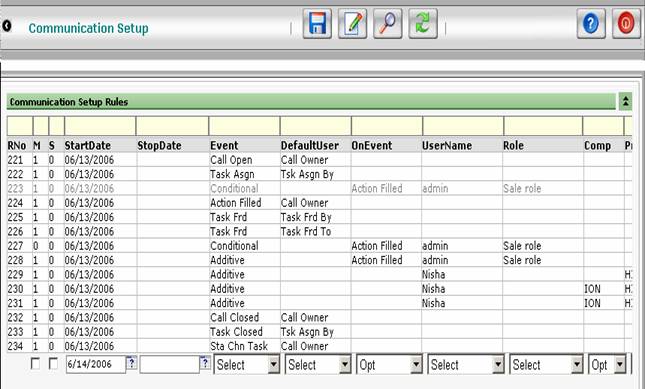 Communication Setup
Communication Setup Rules
RNo M S StartDate StopDate Event DefaultUser OnEvent UserName Role Comp
221 1 0 06/13/2006 Call Open Call Owner
222 1 0 06/13/2006 Task Asgn Tsk Asgn By
223 1 0 06/13/2006 Conditional Action Filled admin Sale role
224 1 0 06/13/2006 Action Filled Call Owner
225 1 0 06/13/2006 Task Frd Task Frd By
226 1 0 06/13/2006 Task Frd Task Frd To
227 0 0 06/13/2006 Conditional Action Filled admin Sale role
228 1 0 06/13/2006 Additive Action Filled admin Sale role
229 1 0 06/13/2006 Additive Nisha
230 1 0 06/13/2006 Additive Nisha ION
231 1 0 06/13/2006 Additive Nisha ION
232 1 0 06/13/2006 Call Closed Call Owner
233 1 0 06/13/2006 Task Closed Tsk Asgn By
234 1 0 06/13/2006 Sta Chn Task Call Owner
6/14/2006 ? ? Select Select Opt Select Select Opt